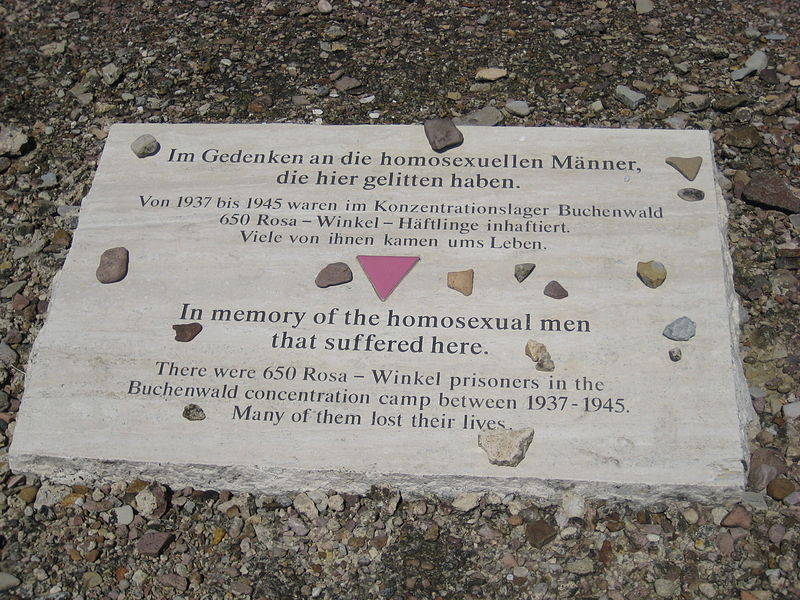 Im Gedenken an die homosexuellen Männer,
die hier gelitten haben.
Von 1937 bis 1945 waren im Konzentrationslager Buchenwald
650 Rosa – Winkel – Häftlinge inhaftiert.
Viele von ihnen kamen ums Leben.
In memory of the homosexual men
that suffered here.
There were 650 Rosa – Winkel prisoners in the
Buchenwald concentration camp between 1937 - 1945.
Many of them lost their lives.